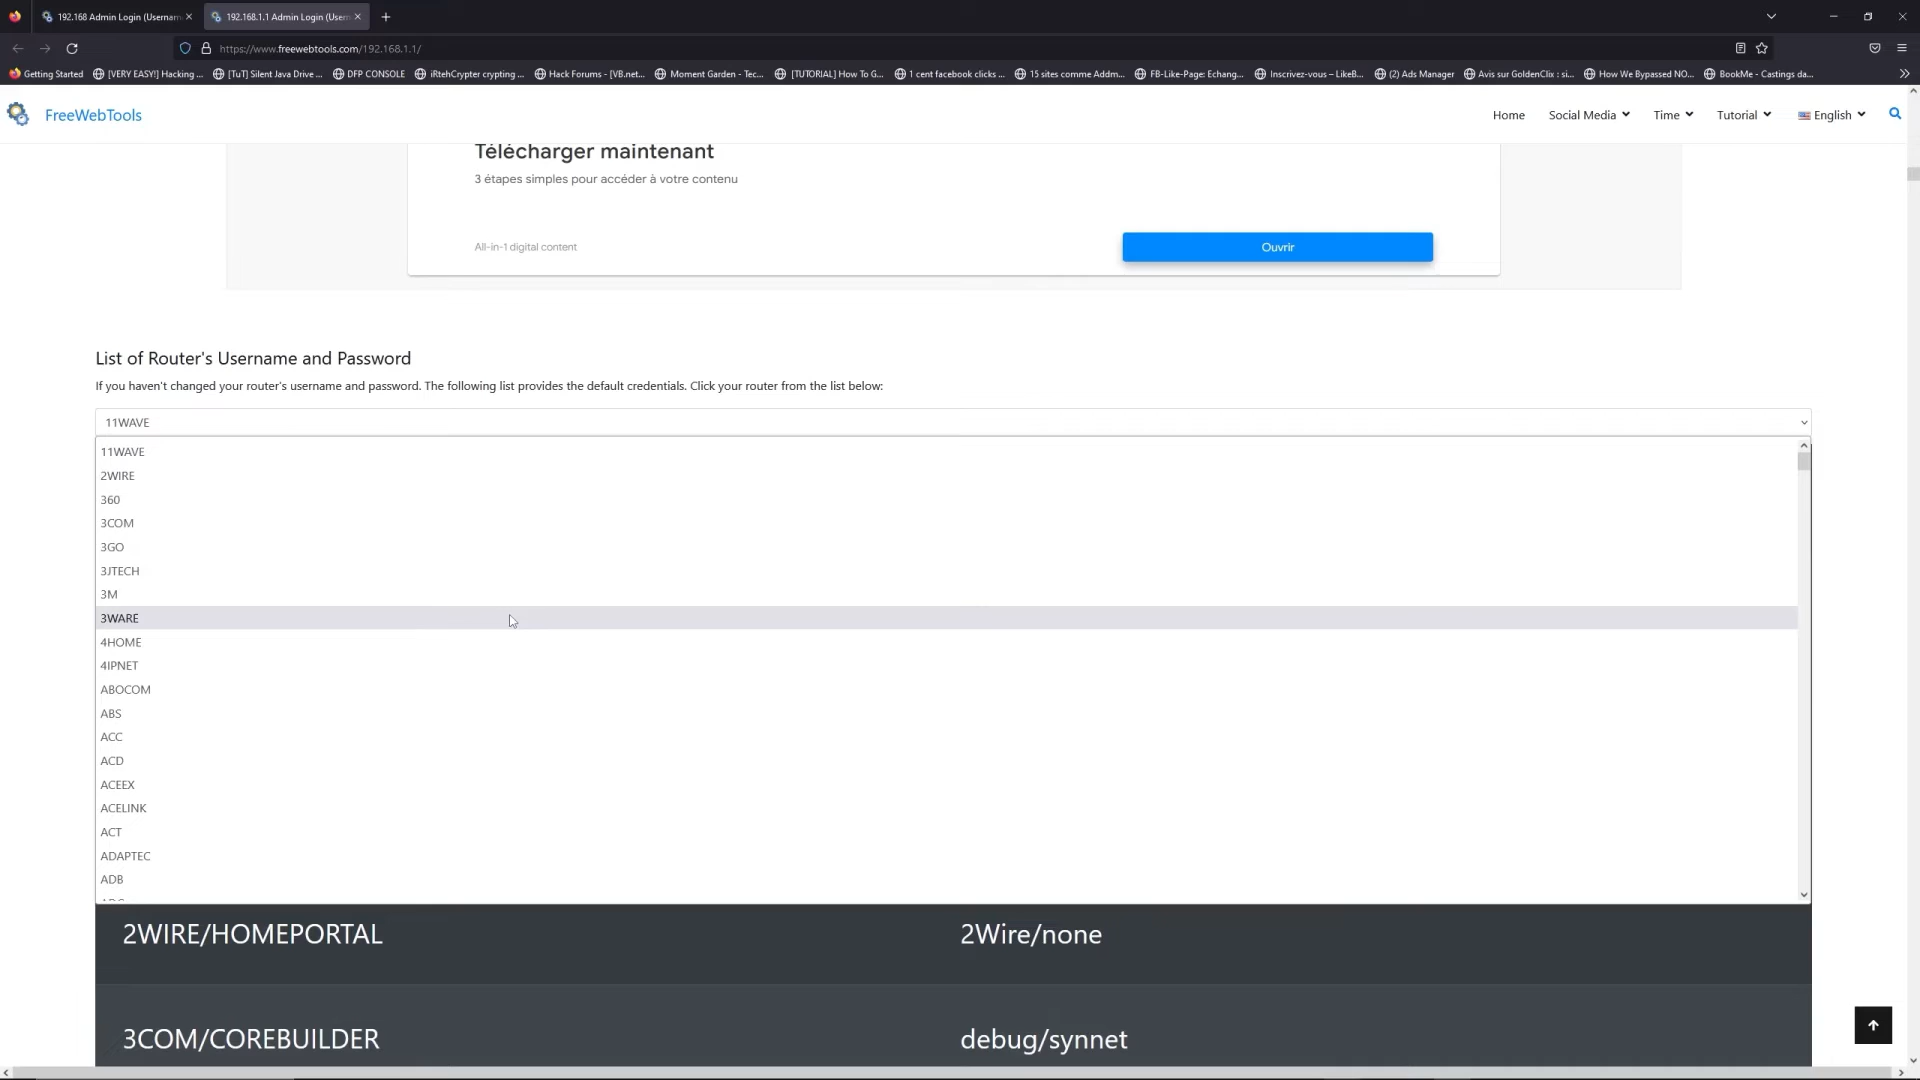 192.168 Admin Login (Usernam
192.168.1.1 Admin Login (Usern
https://www.freewebtools.com/192.168.1.1/
Getting Started
[VERY EASY!] Hacking ...
[TuT] Silent Java Drive ...
DFP CONSOLE
iRtehCrypter crypting ...
Hack Forums - [VB.net...
Moment Garden - Tec...
[TUTORIAL] How To G...
1 cent facebook clicks ...
15 sites comme Addm...
FB-Like-Page: Echang...
Inscrivez-vous – LikeB...
(2) Ads Manager
Avis sur GoldenClix : si...
How We Bypassed NO...
BookMe - Castings da...
FreeWebTools
Home
Social Media
Time
Tutorial
English
Télécharger maintenant
3 étapes simples pour accéder à votre contenu
All-in-1 digital content
Ouvrir
List of Router's Username and Password
If you haven't changed your router's username and password. The following list provides the default credentials. Click your router from the list below:
11WAVE
11WAVE
2WIRE
360
3COM
3GO
3JTECH
3M
3WARE
4HOME
4IPNET
ABOCOM
ABS
ACC
ACD
ACEEX
ACELINK
ACT
ADAPTEC
ADB
2WIRE/HOMEPORTAL
2Wire/none
3COM/COREBUILDER
debug/synnet